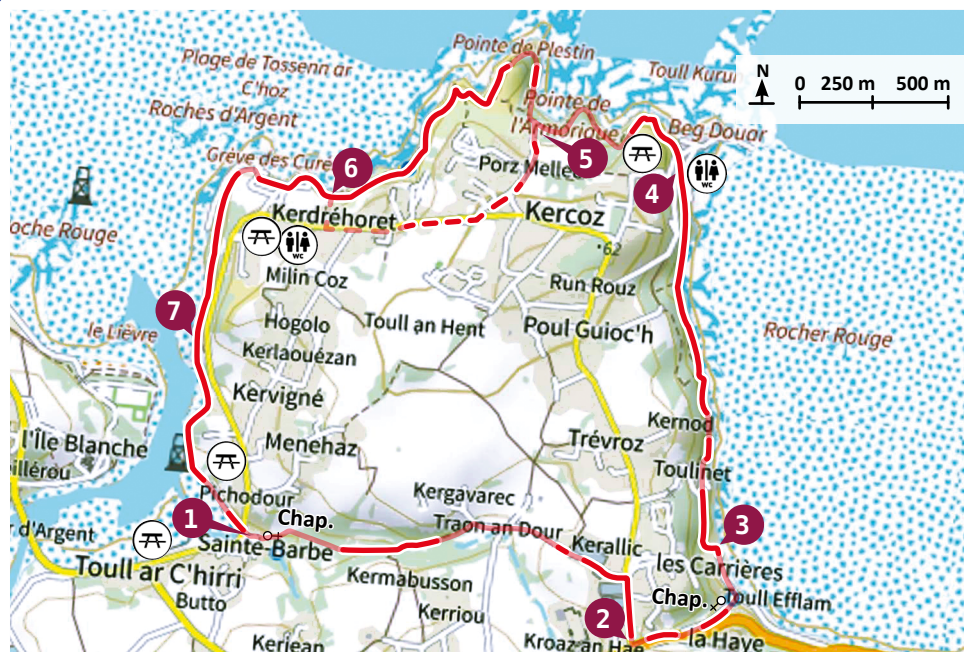 Pointe de Plestin
Plage de Tossenn ar
C'hoz
Roches d'Argent
Toull
N
0 250 m 500 m
Pointe de
l'Armorique
Beg Douar
Grève des Curés
5
Porz Mellec
6
4
WC
Kerdréhoret
Kercoz
oche Rouge
WC
62
Milin Coz
Run Rouz
7
le Lièvre
Hogolo
Toull an Hent
Poul Guioc'h
Rocher Rouge
Kerlaouézan
Kervigné
Kernod
l'Île Blanche
Menehaz
Trévroz
illérou
Toulinet
Pichodour
Kergavarec
1
Chap.
3
r d'Argent
Sainte-Barbe
Traon an Dour
Kerallic
les Carrières
Toull ar C'hirri
Kermabusson
Chap.
Toull Efflam
Butto
Kerriou
2
Kerjean
Kroaz an Hae
la Haye